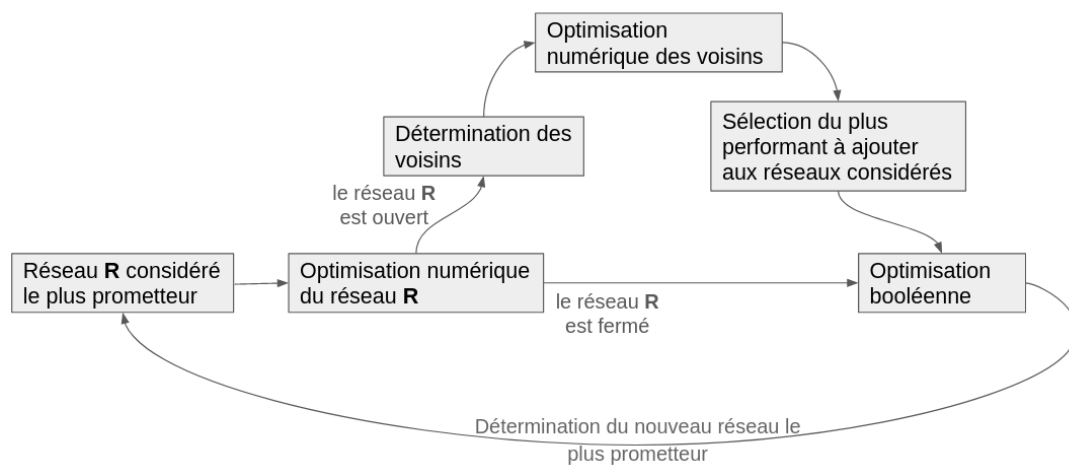 Optimisation
numérique des voisins
Détermination des
voisins
Sélection du plus
performant à ajouter
aux réseaux considérés
le réseau R
est ouvert
Réseau R considéré
le plus prometteur
Optimisation numérique
du réseau R
le réseau R
est fermé
Optimisation
booléenne
Détermination du nouveau réseau le
plus prometteur